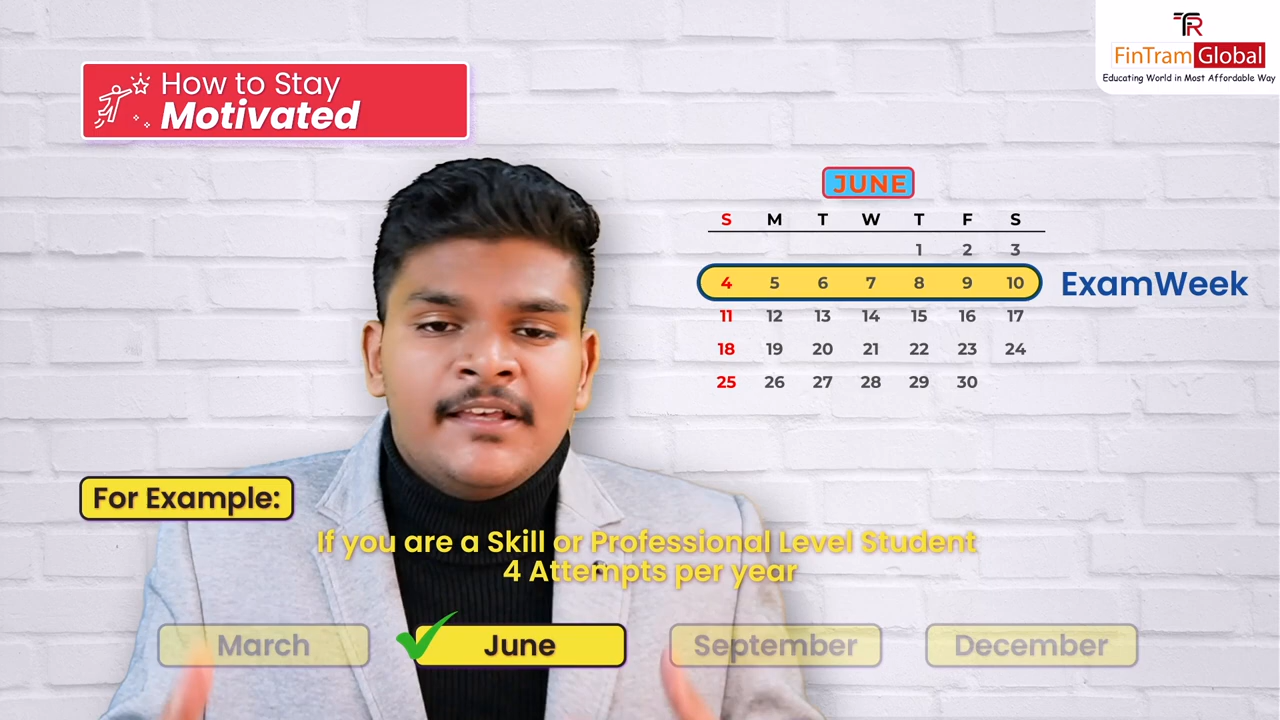 FR
FinTram Global
Educating World in Most Affordable Way
How to Stay
Motivated
JUNE
S M T W T F S
1 2 3
4 5 6 7 8 9 10
ExamWeek
11 12 13 14 15 16 17
18 19 20 21 22 23 24
25 26 27 28 29 30
For Example:
If you are a Skill or Professional Level Student
4 Attempts per year
March June September December